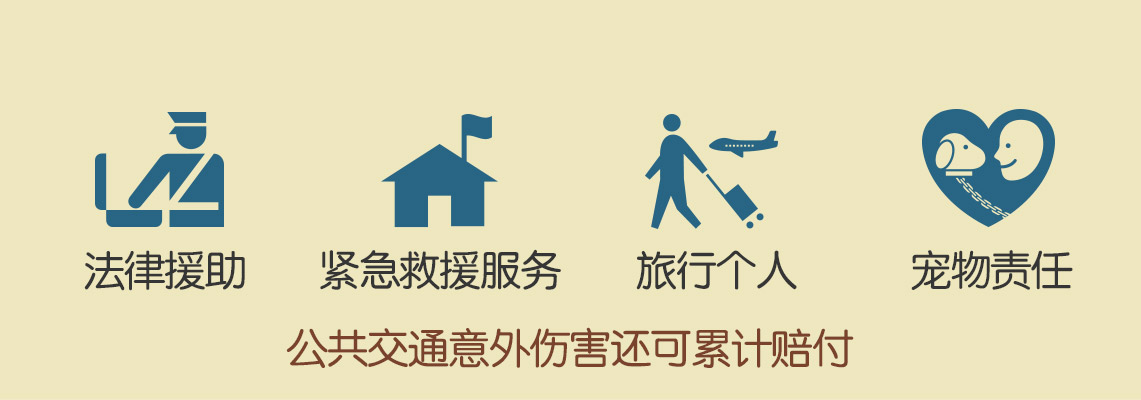 法律援助
紧急救援服务
旅行个人
宠物责任
公共交通意外伤害还可累计赔付